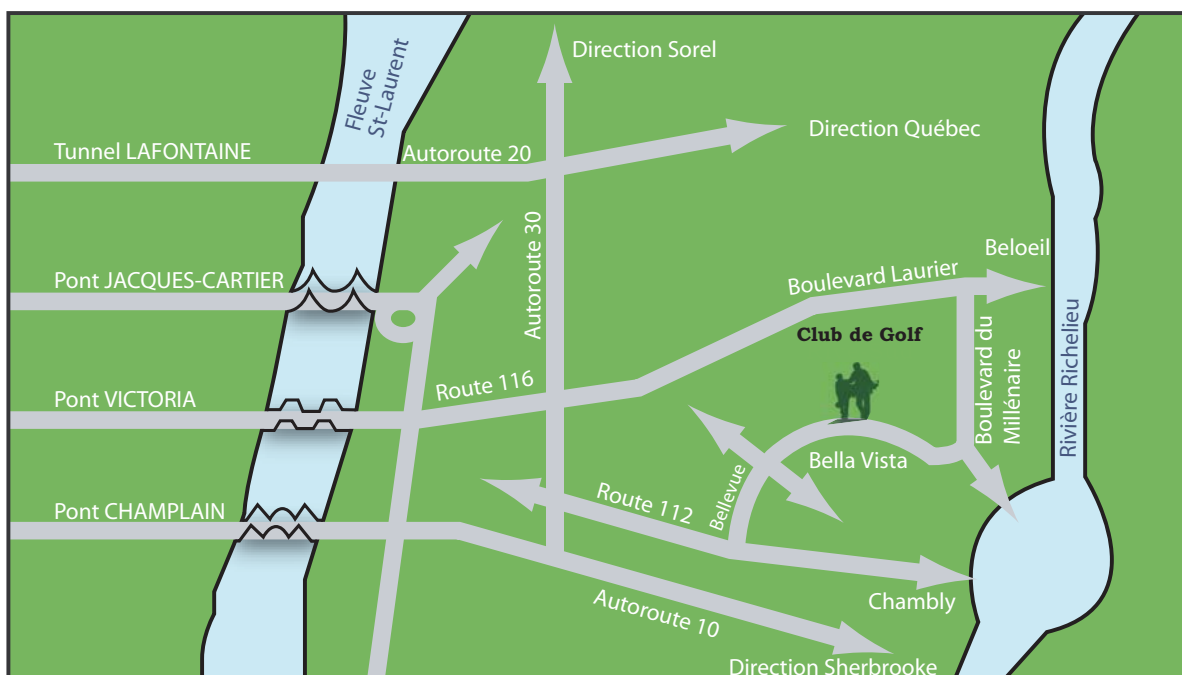 Fleuve
St-Laurent
Direction Sorel
Direction Québec
Tunnel LAFONTAINE
Autoroute 20
Autoroute 30
Beloeil
Pont JACQUES-CARTIER
Boulevard Laurier
Club de Golf
Boulevard du
Millénaire
Rivière Richelieu
Route 116
Pont VICTORIA
Bella Vista
Bellevue
Route 112
Pont CHAMPLAIN
Chambly
Autoroute 10
Direction Sherbrooke